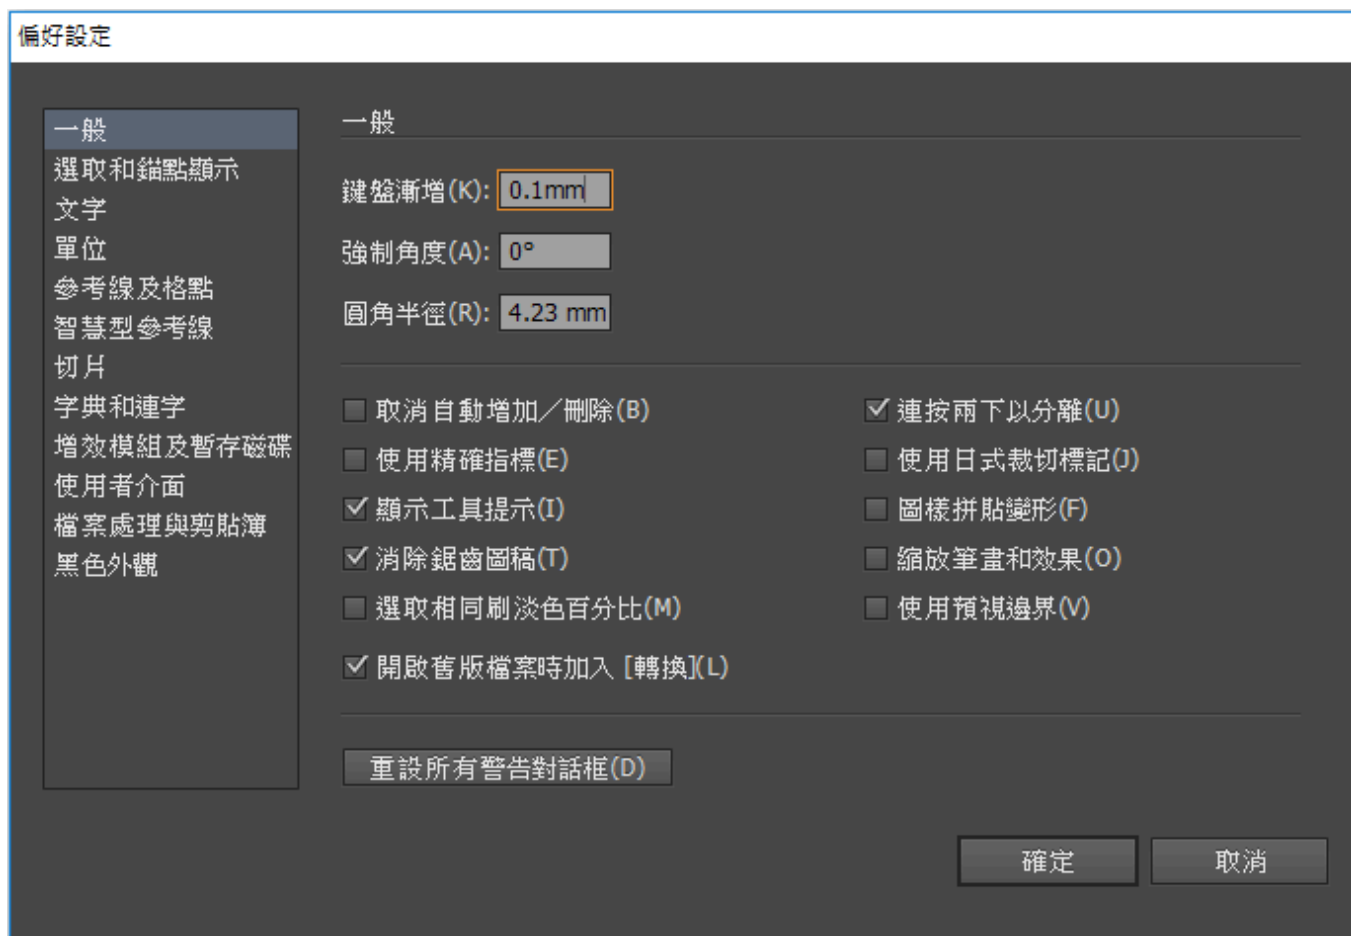 偏好設定
一般
選取和錨點顯示
文字
單位
參考線及格點
智慧型參考線
切片
字典和連字
增效模組及暫存磁碟
使用者介面
檔案處理與剪貼簿
黑色外觀
一般
鍵盤漸增(K): 0.1mm
強制角度(A): 0°
圓角半徑(R): 4.23 mm
取消自動增加／刪除(B)
連按兩下以分離(U)
使用精確指標(E)
使用日式裁切標記(J)
顯示工具提示(I)
圖樣拼貼變形(F)
消除鋸齒圖稿(T)
縮放筆畫和效果(O)
選取相同刷淡色百分比(M)
使用預視邊界(V)
開啟舊版檔案時加入 [轉換](L)
重設所有警告對話框(D)
確定
取消